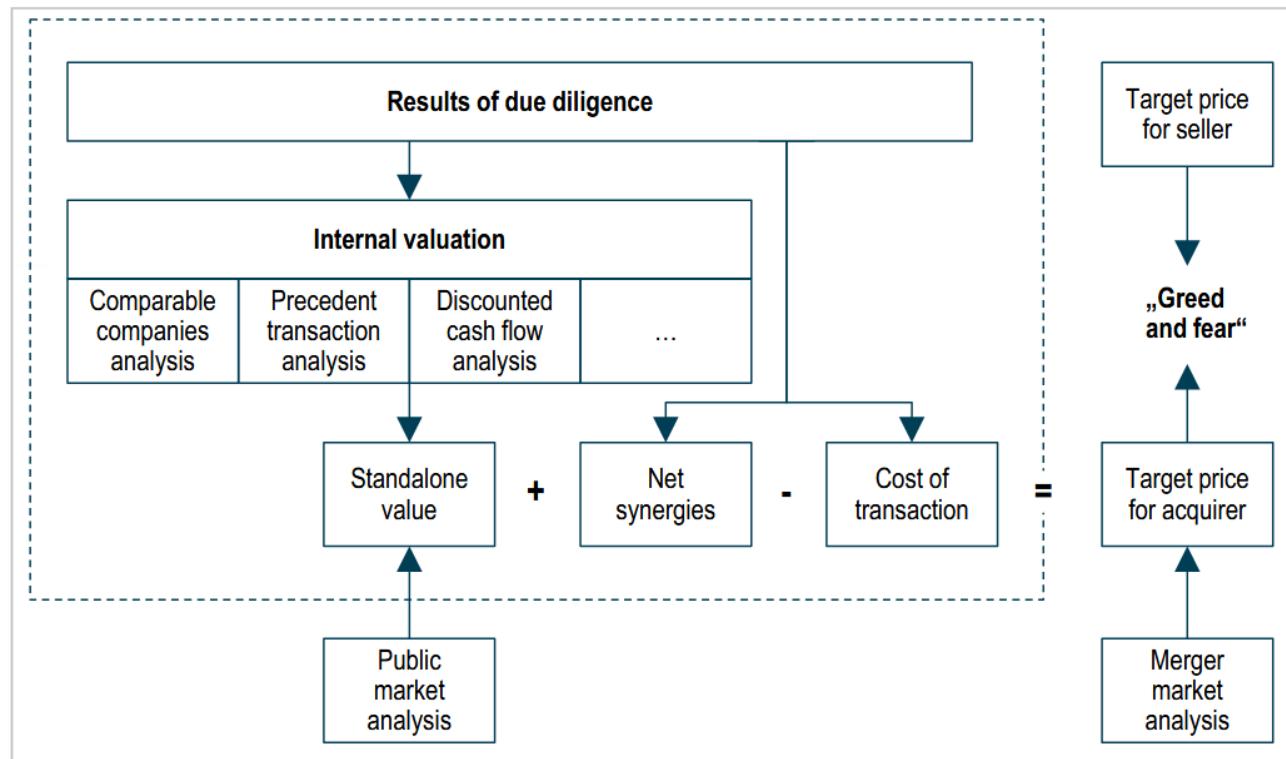 Results of due diligence
Target price
for seller
Internal valuation
Comparable
companies
analysis
Precedent
transaction
analysis
Discounted
cash flow
analysis
...
„Greed
and fear“
Standalone
value
+
Net
synergies
-
Cost of
transaction
=
Target price
for acquirer
Public
market
analysis
Merger
market
analysis